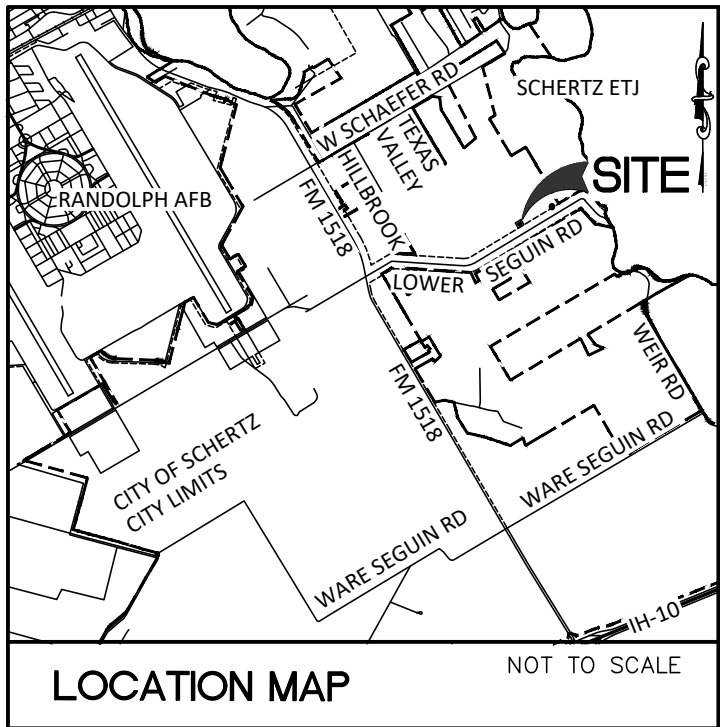 W SCHAEFER RD
SCHERTZ ETJ
TEXAS
VALLEY
SITE
RANDOLPH AFB
HILLBROOK
FM 1518
LOWER
SEGUIN RD
WEIR RD
FM 1518
CITY OF SCHERTZ
CITY LIMITS
WARE SEGUIN RD
WARE SEGUIN RD
IH-10
LOCATION MAP
NOT TO SCALE